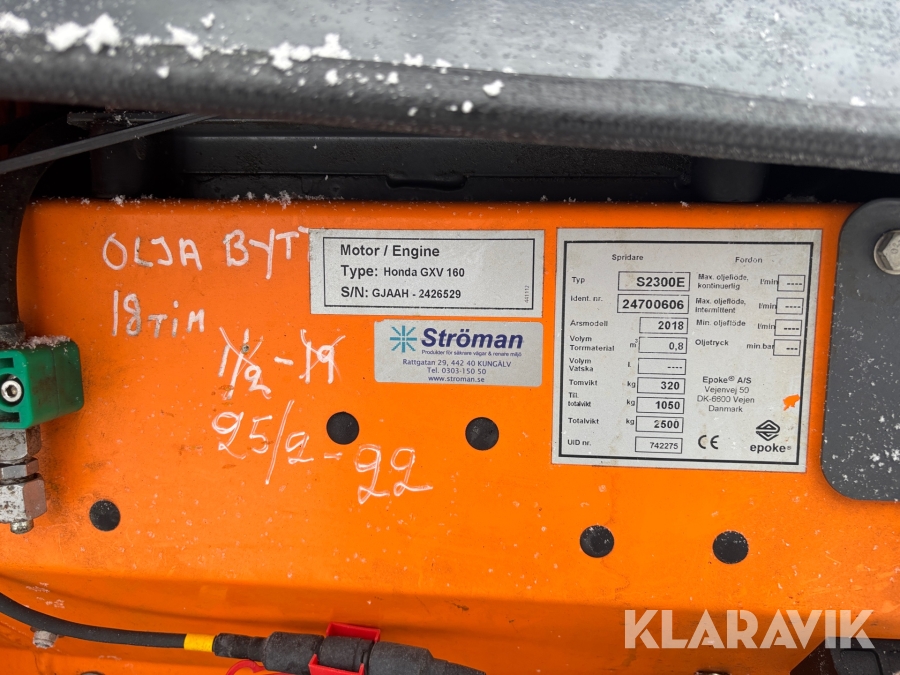 OLJA BYTT
18 TIM
1/2 - 19
25/2 - 22
Motor / Engine
Type: Honda GXV 160
S/N: GJAAH - 2426529
Ströman
Produkter för säkrare vägar & renare miljö
Rattgatan 29, 442 40 KUNGÄLV
Tel. 0303-150 50
www.stroman.se
Spridare Fordon
Typ S2300E Max. oljeflöde, kontinuerlig l/min ----
Ident. nr. 24700606 Max. oljeflöde, intermittent l/min ----
Årsmodell 2018 Min. oljeflöde l/min ----
Volym Torrmaterial m³ 0,8 Oljetryck min bar ---
Volym Vätska l. ----
Tomvikt kg 320
Till. totalvikt kg 1050
Totalvikt kg 2500
UID nr. 742275
Epoke® A/S
Vejenvej 50
DK-6600 Vejen
Danmark
CE epoke®
KLARAVIK